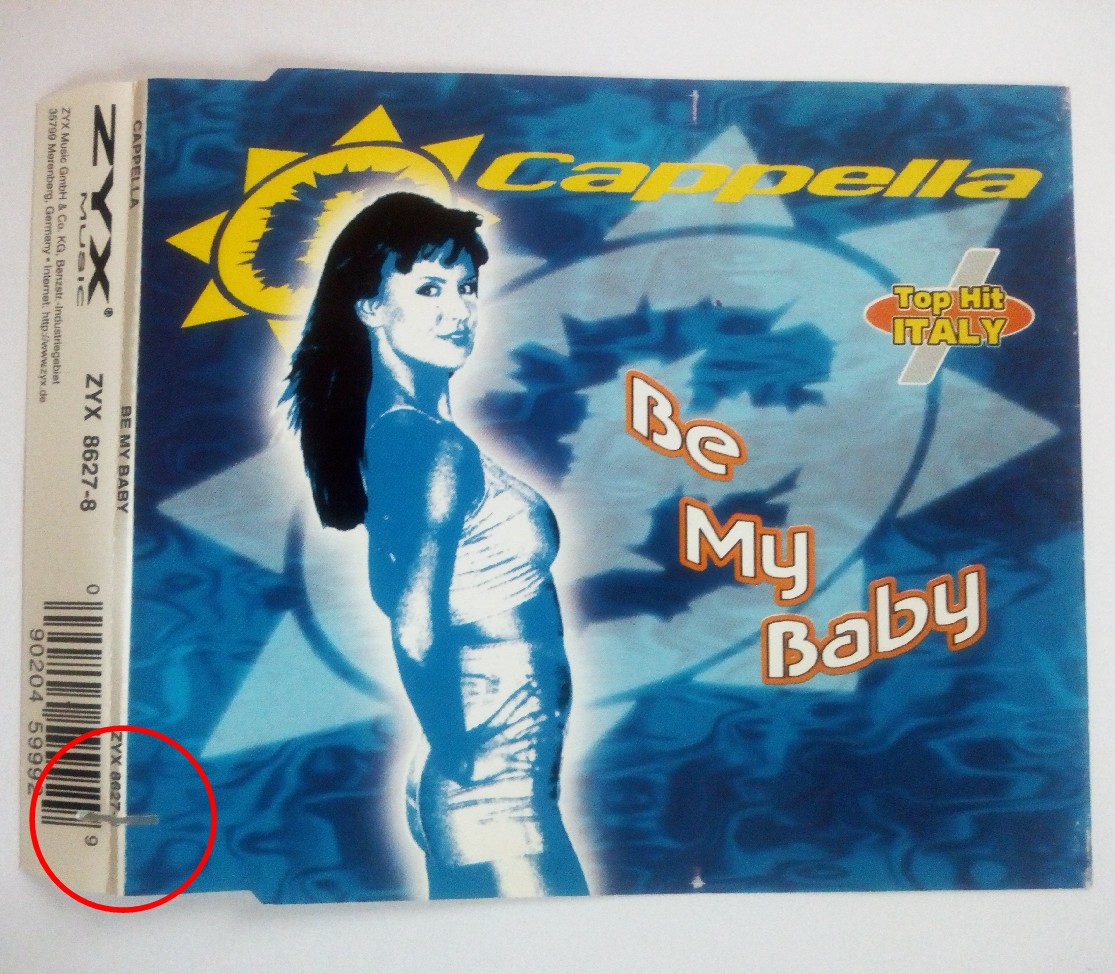 Cappella
Top Hit
ITALY
Be
My
Baby
CAPPELLA
BE MY BABY
ZYX 8627
ZYX®
MUSIC
ZYX 8627-8
ZYX Music GmbH & Co. KG, Benzstr.-Industriegebiet
35799 Merenberg, Germany • Internet: http://www.zyx.de
0
90204 59992
9